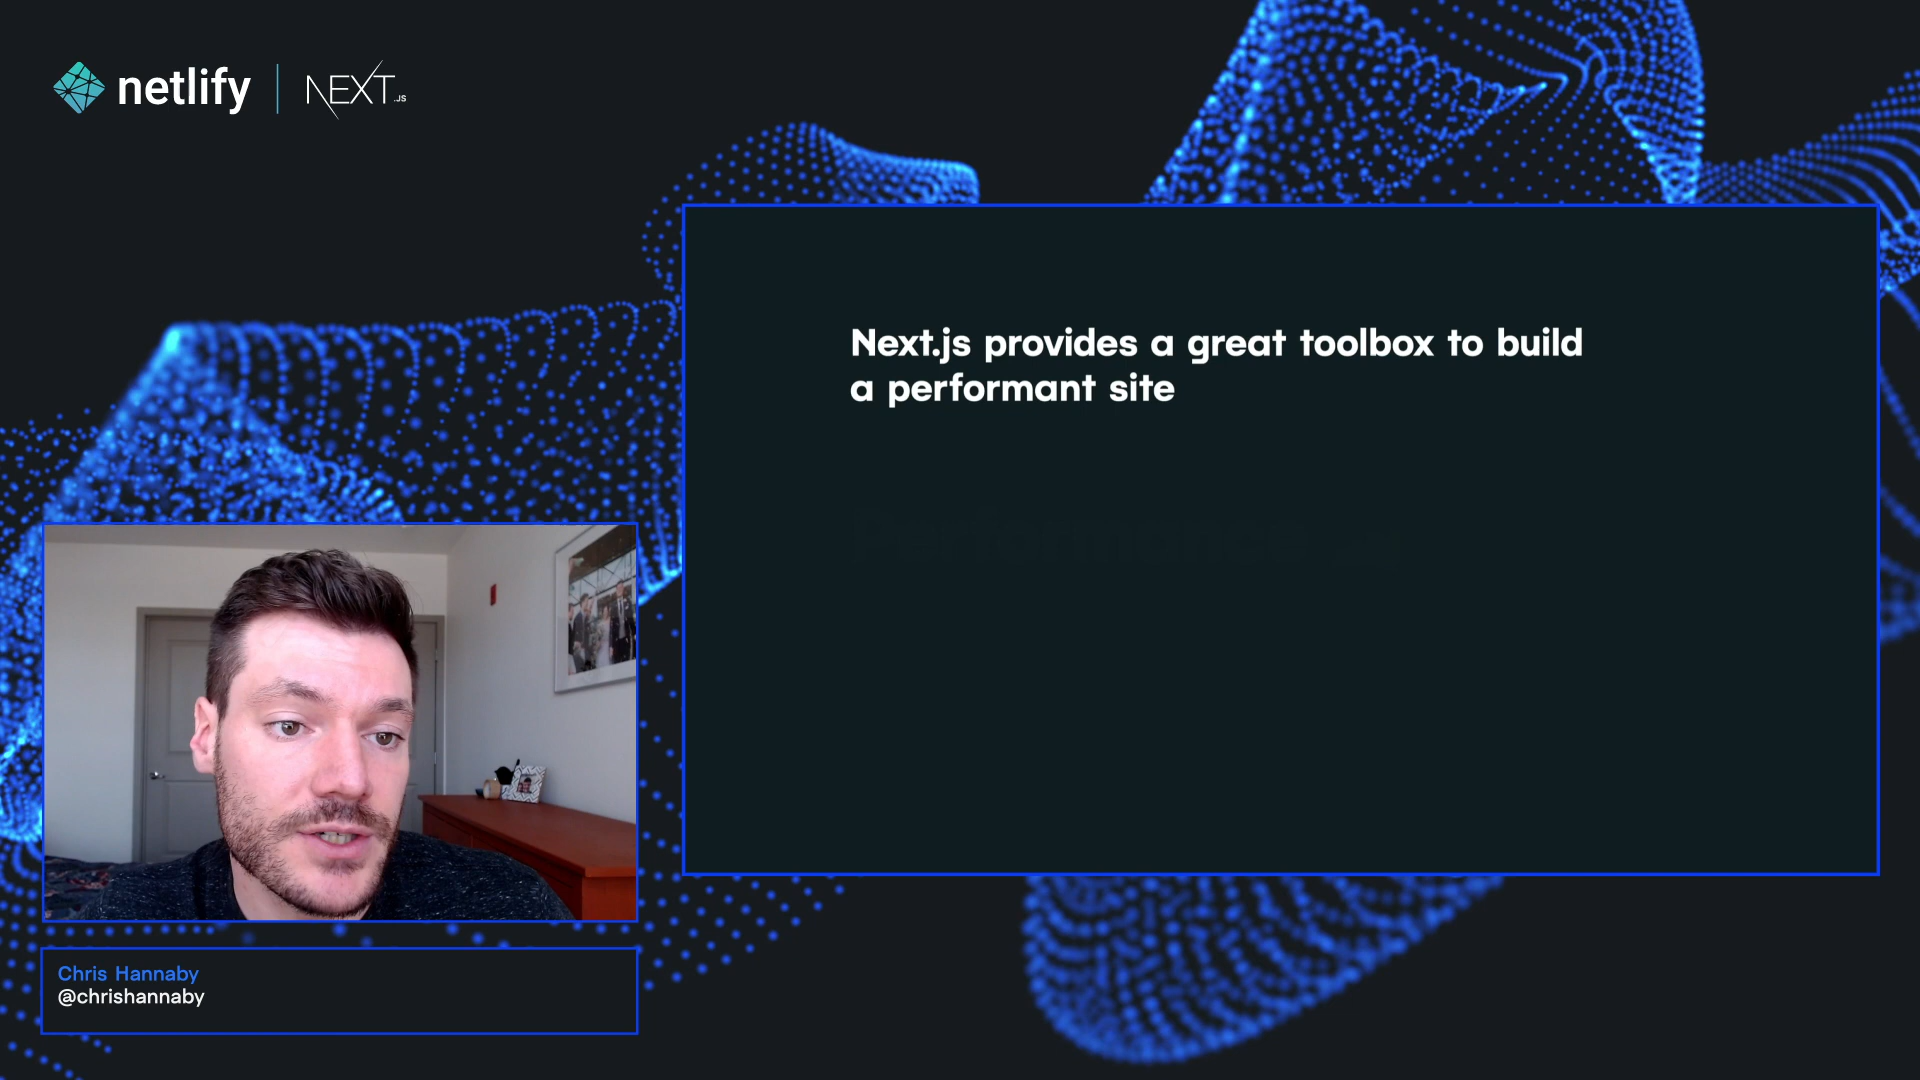 netlify
NEXT.JS
Next.js provides a great toolbox to build
a performant site
Chris Hannaby
@chrishannaby